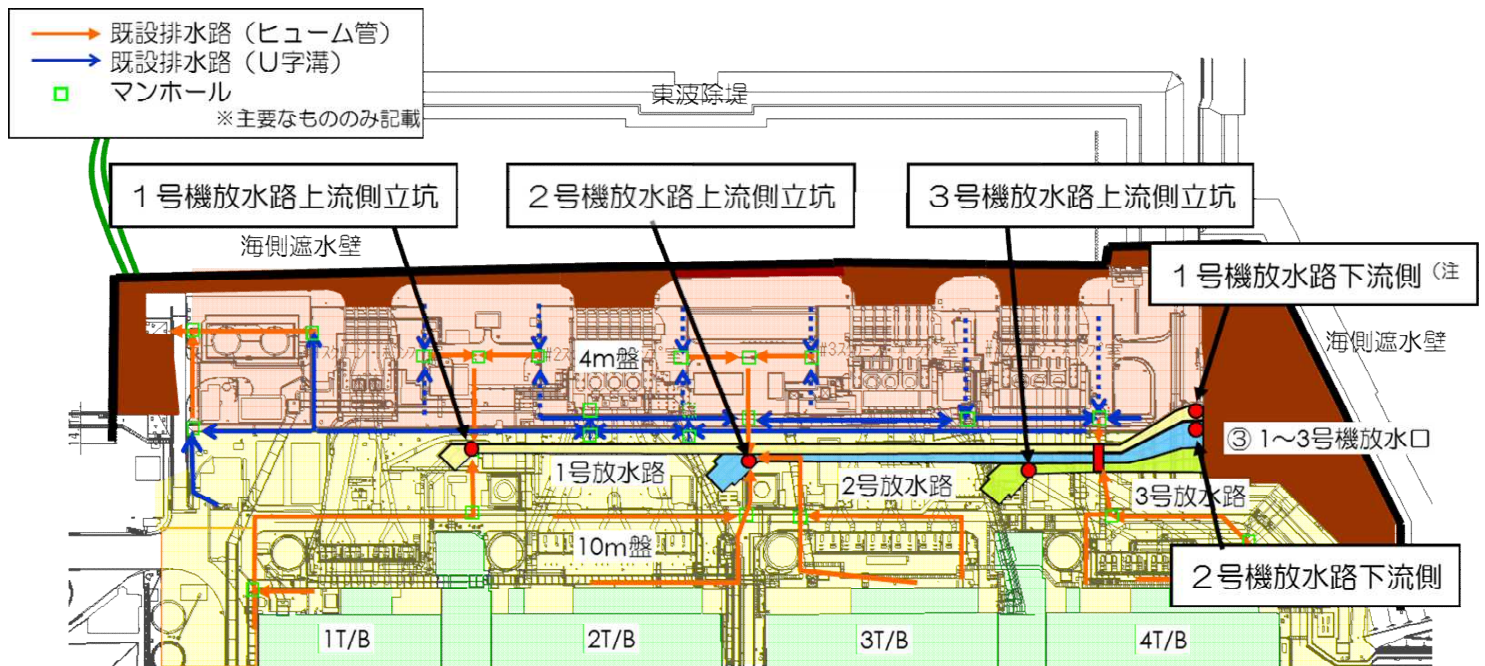 既設排水路（ヒューム管）
既設排水路（U字溝）
マンホール
※主要なもののみ記載
東波除堤
１号機放水路上流側立坑
２号機放水路上流側立坑
３号機放水路上流側立坑
海側遮水壁
１号機放水路下流側（注
海側遮水壁
4m盤
③ 1～3号機放水口
1号放水路
2号放水路
3号放水路
10m盤
２号機放水路下流側
1T/B
2T/B
3T/B
4T/B